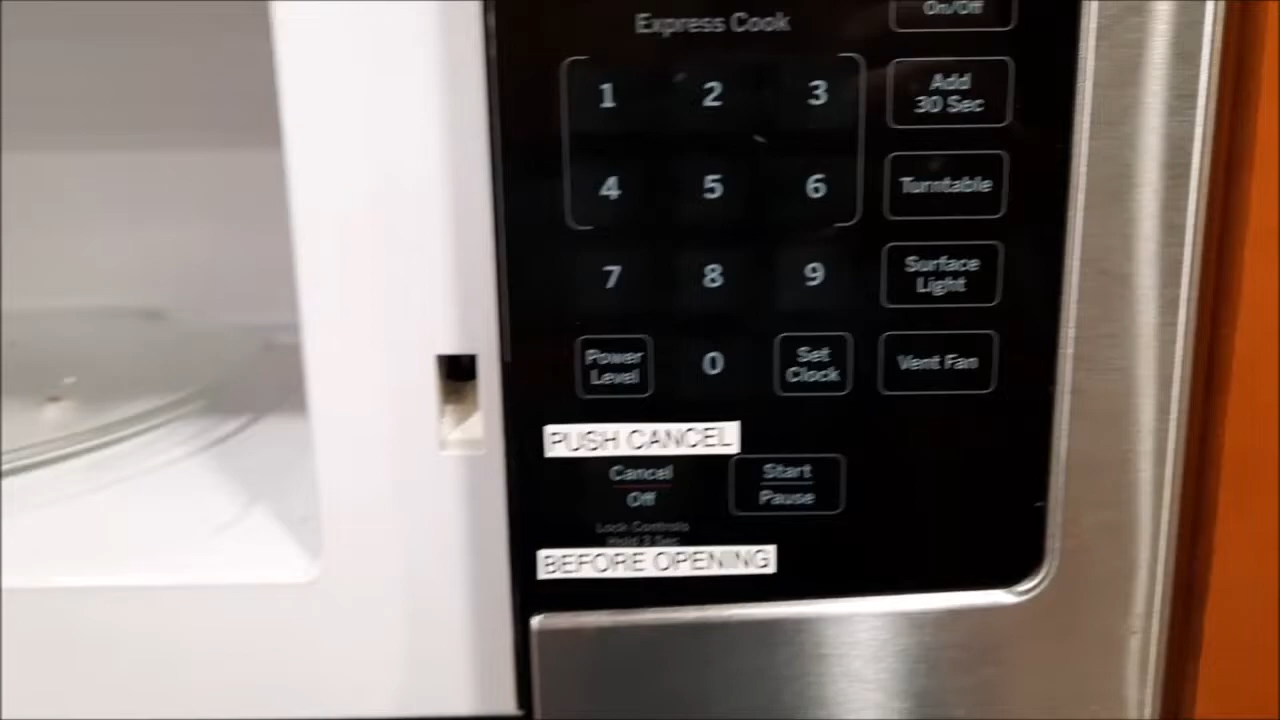 Express Cook
On/Off
1 2 3
Add
30 Sec
4 5 6
Turntable
7 8 9
Surface
Light
Power
Level
0
Set
Clock
Vent Fan
PUSH CANCEL
Cancel
Off
Start
Pause
Lock Controls
Hold 3 Sec
BEFORE OPENING